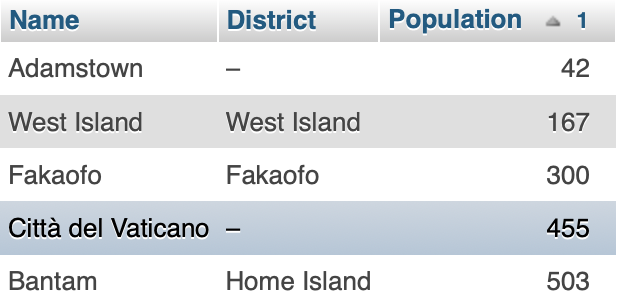 Name District Population 1
Adamstown – 42
West Island West Island 167
Fakaofo Fakaofo 300
Città del Vaticano – 455
Bantam Home Island 503